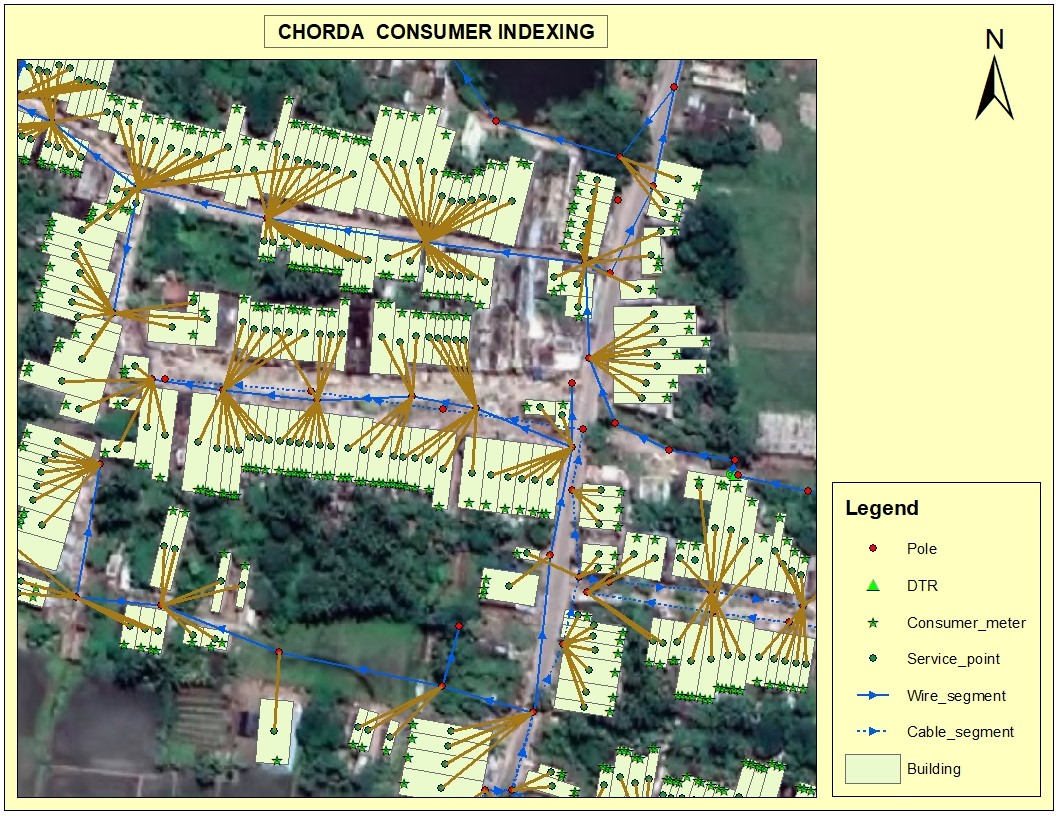 CHORDA CONSUMER INDEXING
N
Legend
Pole
DTR
Consumer_meter
Service_point
Wire_segment
Cable_segment
Building